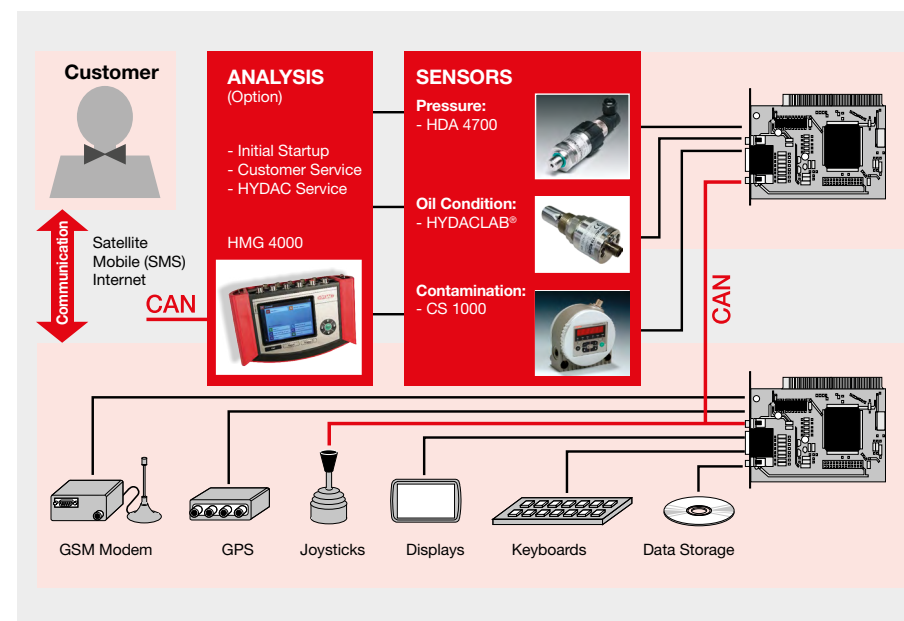 Customer
Communication
Satellite
Mobile (SMS)
Internet
CAN
ANALYSIS
(Option)
- Initial Startup
- Customer Service
- HYDAC Service
HMG 4000
SENSORS
Pressure:
- HDA 4700
Oil Condition:
- HYDACLAB®
Contamination:
- CS 1000
CAN
GSM Modem
GPS
Joysticks
Displays
Keyboards
Data Storage